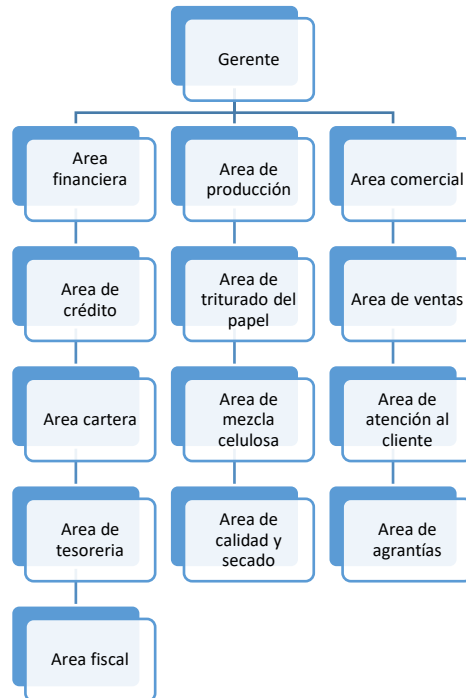 Gerente
Area
financiera
Area de
producción
Area comercial
Area de
crédito
Area de
triturado del
papel
Area de ventas
Area cartera
Area de
mezcla
celulosa
Area de
atención al
cliente
Area de
tesoreria
Area de
calidad y
secado
Area de
agrantías
Area fiscal